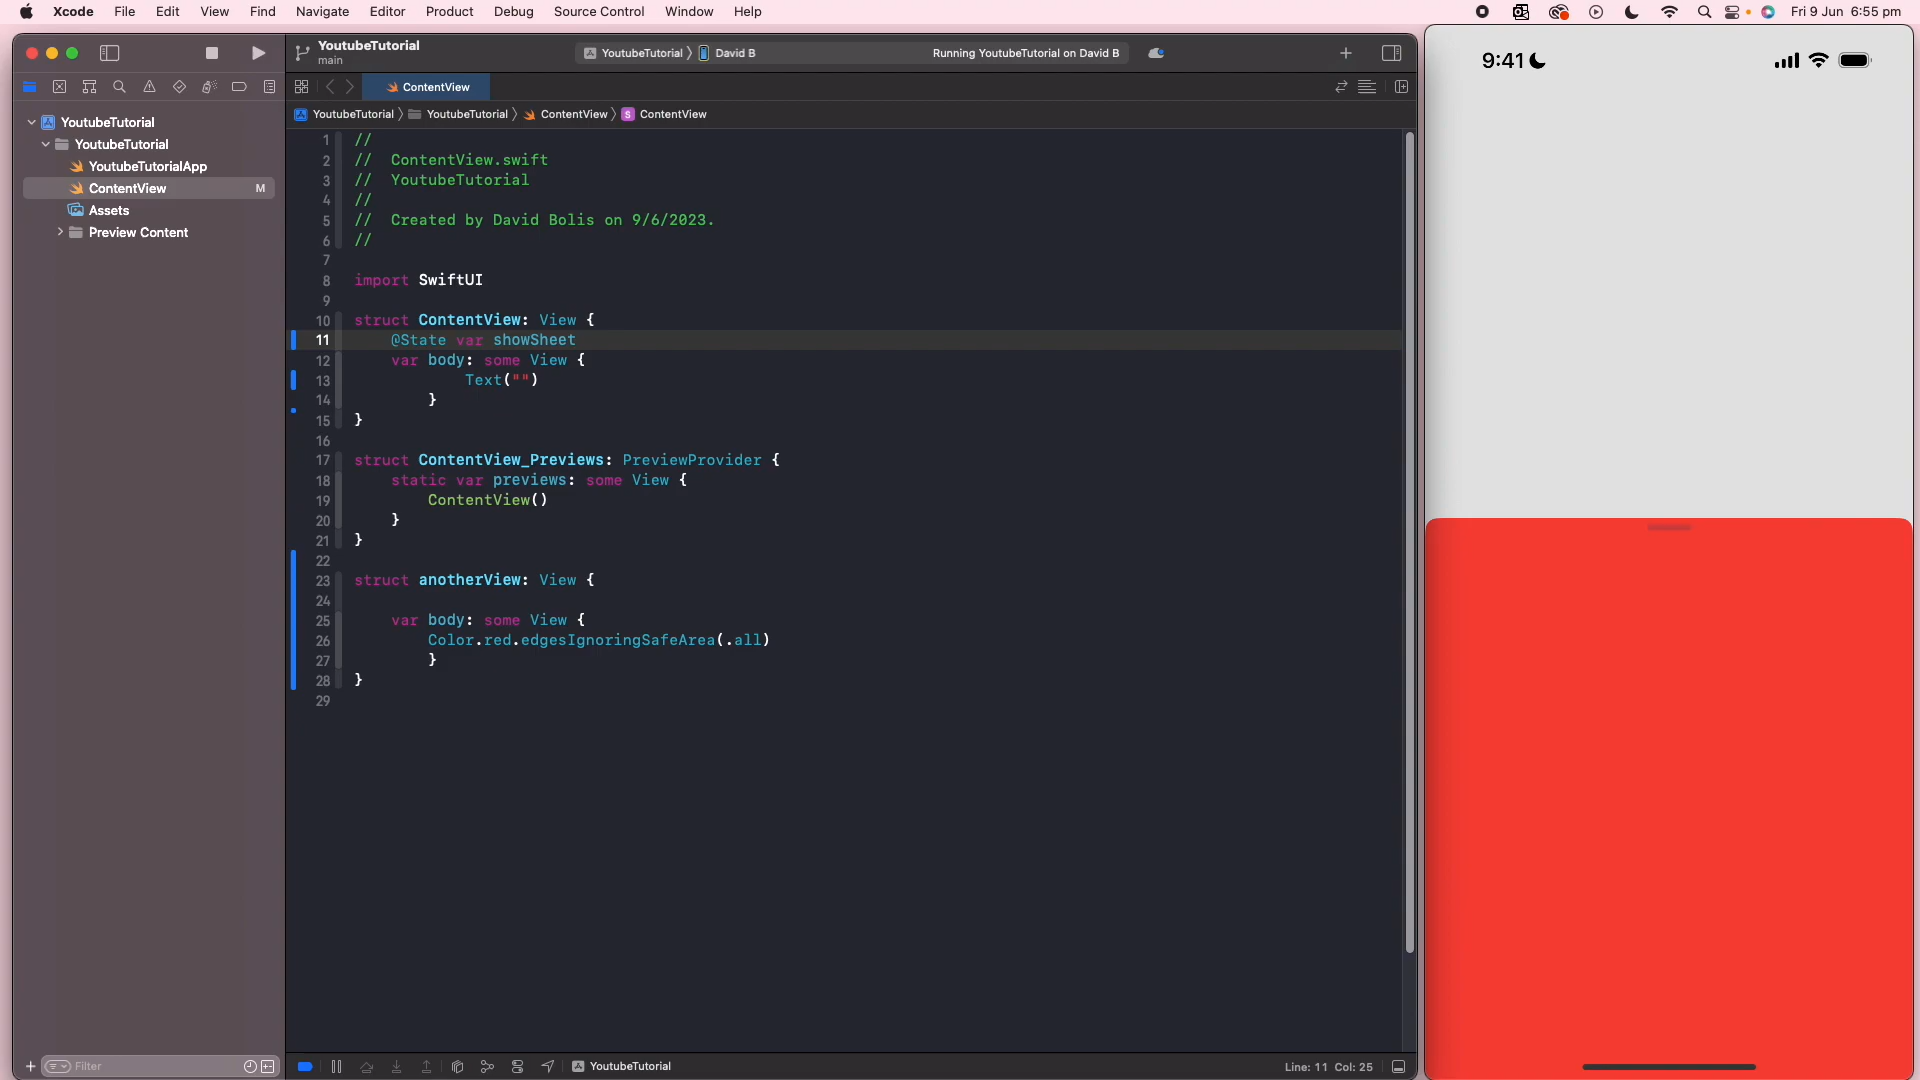 Xcode File Edit View Find Navigate Editor Product Debug Source Control Window Help Fri 9 Jun 6:55 pm
YoutubeTutorial
main
YoutubeTutorial 〉 David B Running YoutubeTutorial on David B
ContentView
YoutubeTutorial 〉 YoutubeTutorial 〉 ContentView 〉 S ContentView
YoutubeTutorial
YoutubeTutorial
YoutubeTutorialApp
ContentView M
Assets
Preview Content
Filter
1 //
2 //  ContentView.swift
3 //  YoutubeTutorial
4 //
5 //  Created by David Bolis on 9/6/2023.
6 //
7
8 import SwiftUI
9
10 struct ContentView: View {
11     @State var showSheet
12     var body: some View {
13             Text("")
14         }
15 }
16
17 struct ContentView_Previews: PreviewProvider {
18     static var previews: some View {
19         ContentView()
20     }
21 }
22
23 struct anotherView: View {
24
25     var body: some View {
26         Color.red.edgesIgnoringSafeArea(.all)
27         }
28 }
29
YoutubeTutorial Line: 11 Col: 25
9:41